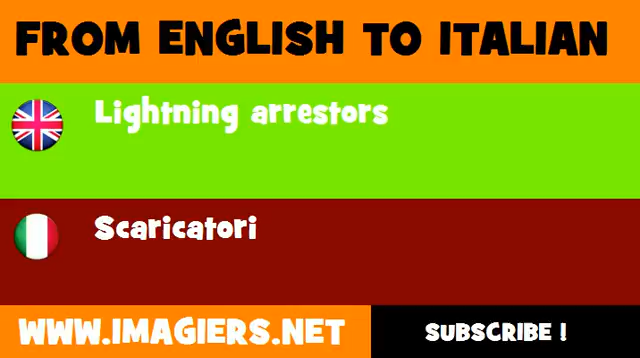 FROM ENGLISH TO ITALIAN
Lightning arrestors
Scaricatori
WWW.IMAGIERS.NET
SUBSCRIBE !